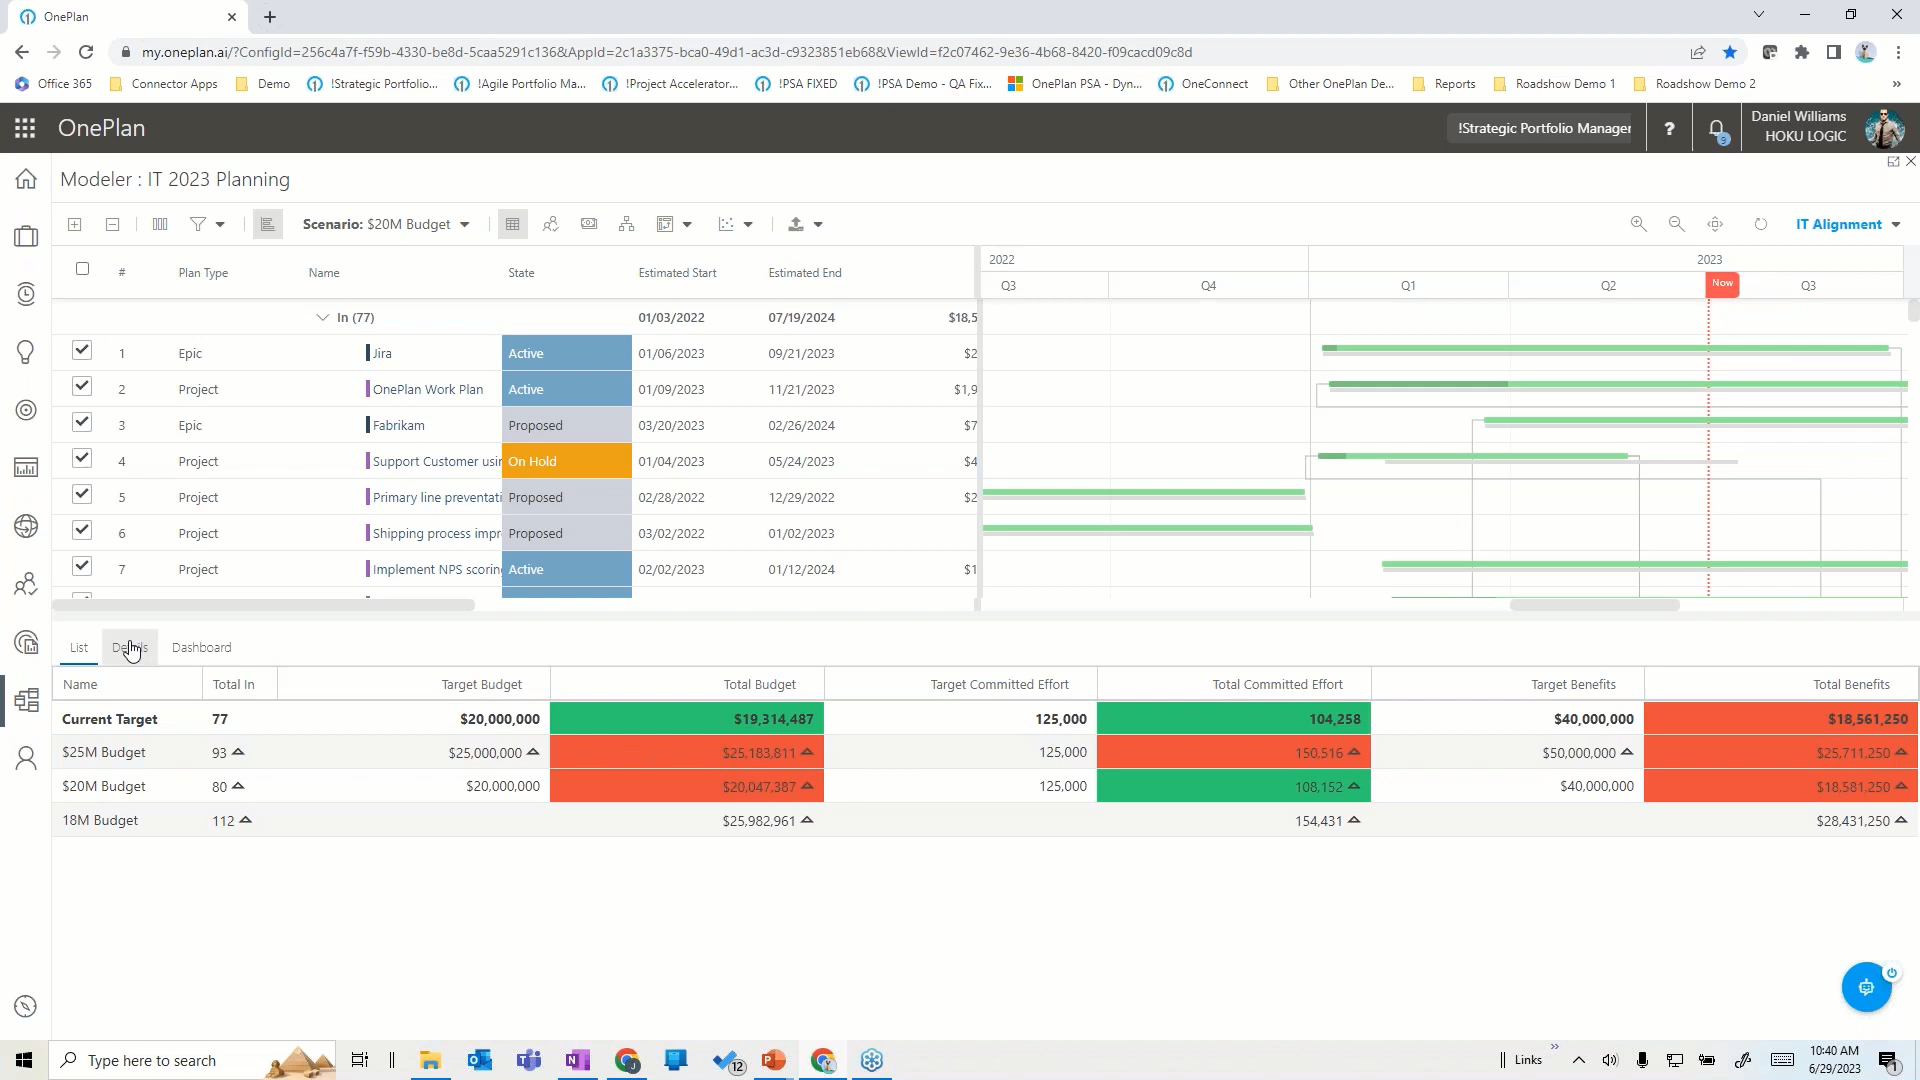 OnePlan
my.oneplan.ai/?ConfigId=256c4a7f-f59b-4330-be8d-5caa5291c136&AppId=2c1a3375-bca0-49d1-ac3d-c9323851eb68&ViewId=f2c07462-9e36-4b68-8420-f09cacd09c8d
Office 365 Connector Apps Demo !Strategic Portfolio... !Agile Portfolio Ma... !Project Accelerator... !PSA FIXED !PSA Demo - QA Fix... OnePlan PSA - Dyn... OneConnect Other OnePlan De... Reports Roadshow Demo 1 Roadshow Demo 2 »
OnePlan !Strategic Portfolio Manager ? 9 Daniel Williams
HOKU LOGIC
Modeler : IT 2023 Planning
Scenario: $20M Budget IT Alignment
# Plan Type Name State Estimated Start Estimated End
2022 2023
Q3 Q4 Q1 Q2 Now Q3
In (77) 01/03/2022 07/19/2024 $18,5
1 Epic Jira Active 01/06/2023 09/21/2023 $2
2 Project OnePlan Work Plan Active 01/09/2023 11/21/2023 $1,9
3 Epic Fabrikam Proposed 03/20/2023 02/26/2024 $7
4 Project Support Customer usin On Hold 01/04/2023 05/24/2023 $4
5 Project Primary line preventati Proposed 02/28/2022 12/29/2022 $2
6 Project Shipping process impr Proposed 03/02/2022 01/02/2023
7 Project Implement NPS scoring Active 02/02/2023 01/12/2024 $1
List Details Dashboard
Name Total In Target Budget Total Budget Target Committed Effort Total Committed Effort Target Benefits Total Benefits
Current Target 77 $20,000,000 $19,314,487 125,000 104,258 $40,000,000 $18,561,250
$25M Budget 93 $25,000,000 $25,183,811 125,000 150,516 $50,000,000 $25,711,250
$20M Budget 80 $20,000,000 $20,047,387 125,000 108,152 $40,000,000 $18,581,250
18M Budget 112 $25,982,961 154,431 $28,431,250
Type here to search 12 Links » 10:40 AM
6/29/2023 1